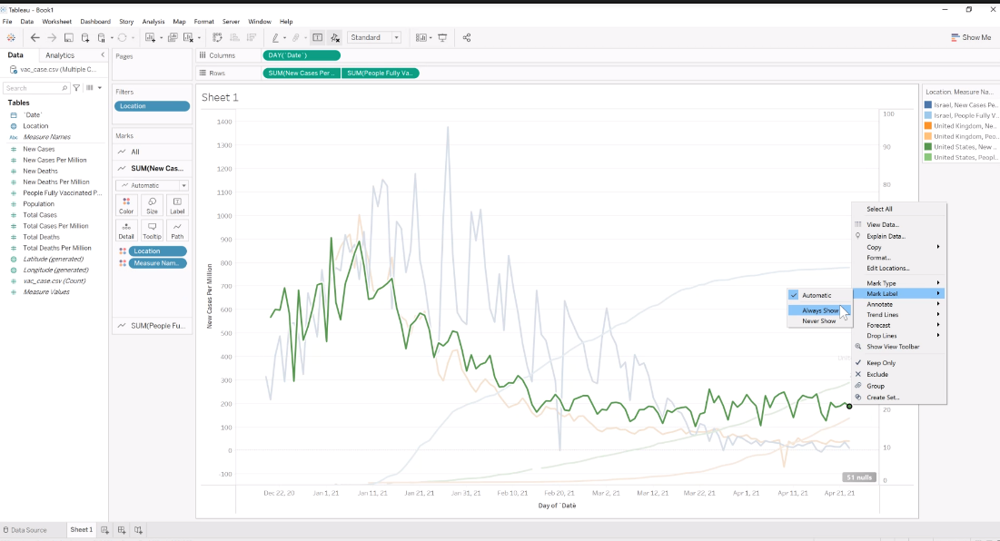 Tableau - Book1
File Data Worksheet Dashboard Story Analysis Map Format Server Window Help
Standard
Show Me
Data Analytics
vac_case.csv (Multiple C...
Search
Tables
`Date`
Location
Measure Names
New Cases
New Cases Per Million
New Deaths
New Deaths Per Million
People Fully Vaccinated P...
Population
Total Cases
Total Cases Per Million
Total Deaths
Total Deaths Per Million
Latitude (generated)
Longitude (generated)
vac_case.csv (Count)
Measure Values
Pages
Filters
Location
Marks
All
SUM(New Cas...
Automatic
Color Size Label
Detail Tooltip Path
Location
Measure Nam..
SUM(People Fu...
Columns
DAY(`Date`)
Rows
SUM(New Cases Per .. SUM(People Fully Va..
Sheet 1
New Cases Per Million
1400
1300
1200
1100
1000
900
800
700
600
500
400
300
200
100
0
100
100
90
80
20
10
0
51 nulls
Dec 22, 20 Jan 1, 21 Jan 11, 21 Jan 21, 21 Jan 31, 21 Feb 10, 21 Feb 20, 21 Mar 2, 21 Mar 12, 21 Mar 22, 21 Apr 1, 21 Apr 11, 21 Apr 21, 21
Day of `Date`
Select All
View Data...
Explain Data...
Copy
Format...
Edit Locations...
Mark Type
Mark Label
Annotate
Trend Lines
Forecast
Drop Lines
Show View Toolbar
Keep Only
Exclude
Group
Create Set...
Automatic
Always Show
Never Show
Location, Measure Na...
Israel, New Cases Pe...
Israel, People Fully V...
United Kingdom, Ne...
United Kingdom, Peo...
United States, New ...
United States, Peopl...
Data Source Sheet 1